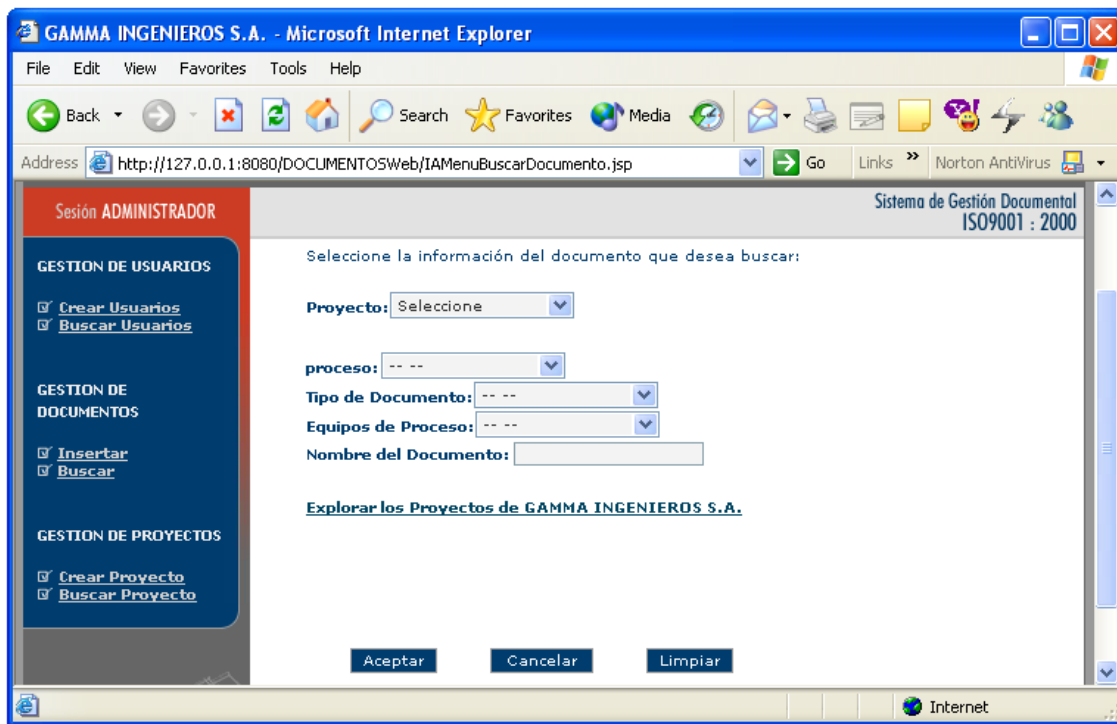 GAMMA INGENIEROS S.A. - Microsoft Internet Explorer
File Edit View Favorites Tools Help
Back Search Favorites Media
Address http://127.0.0.1:8080/DOCUMENTOSWeb/IAMenuBuscarDocumento.jsp Go Links » Norton AntiVirus
Sesión ADMINISTRADOR
Sistema de Gestión Documental
ISO9001 : 2000
GESTION DE USUARIOS
Crear Usuarios
Buscar Usuarios
GESTION DE
DOCUMENTOS
Insertar
Buscar
GESTION DE PROYECTOS
Crear Proyecto
Buscar Proyecto
Seleccione la información del documento que desea buscar:
Proyecto: Seleccione
proceso: -- --
Tipo de Documento: -- --
Equipos de Proceso: -- --
Nombre del Documento:
Explorar los Proyectos de GAMMA INGENIEROS S.A.
Aceptar Cancelar Limpiar
Internet